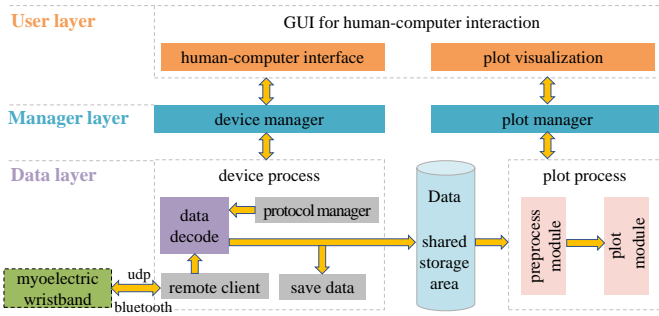 User layer
GUI for human-computer interaction
human-computer interface
plot visualization
Manager layer
device manager
plot manager
Data layer
device process
plot process
data
decode
protocol manager
Data
shared
storage
area
preprocess
module
plot
module
myoelectric
wristband
udp
bluetooth
remote client
save data